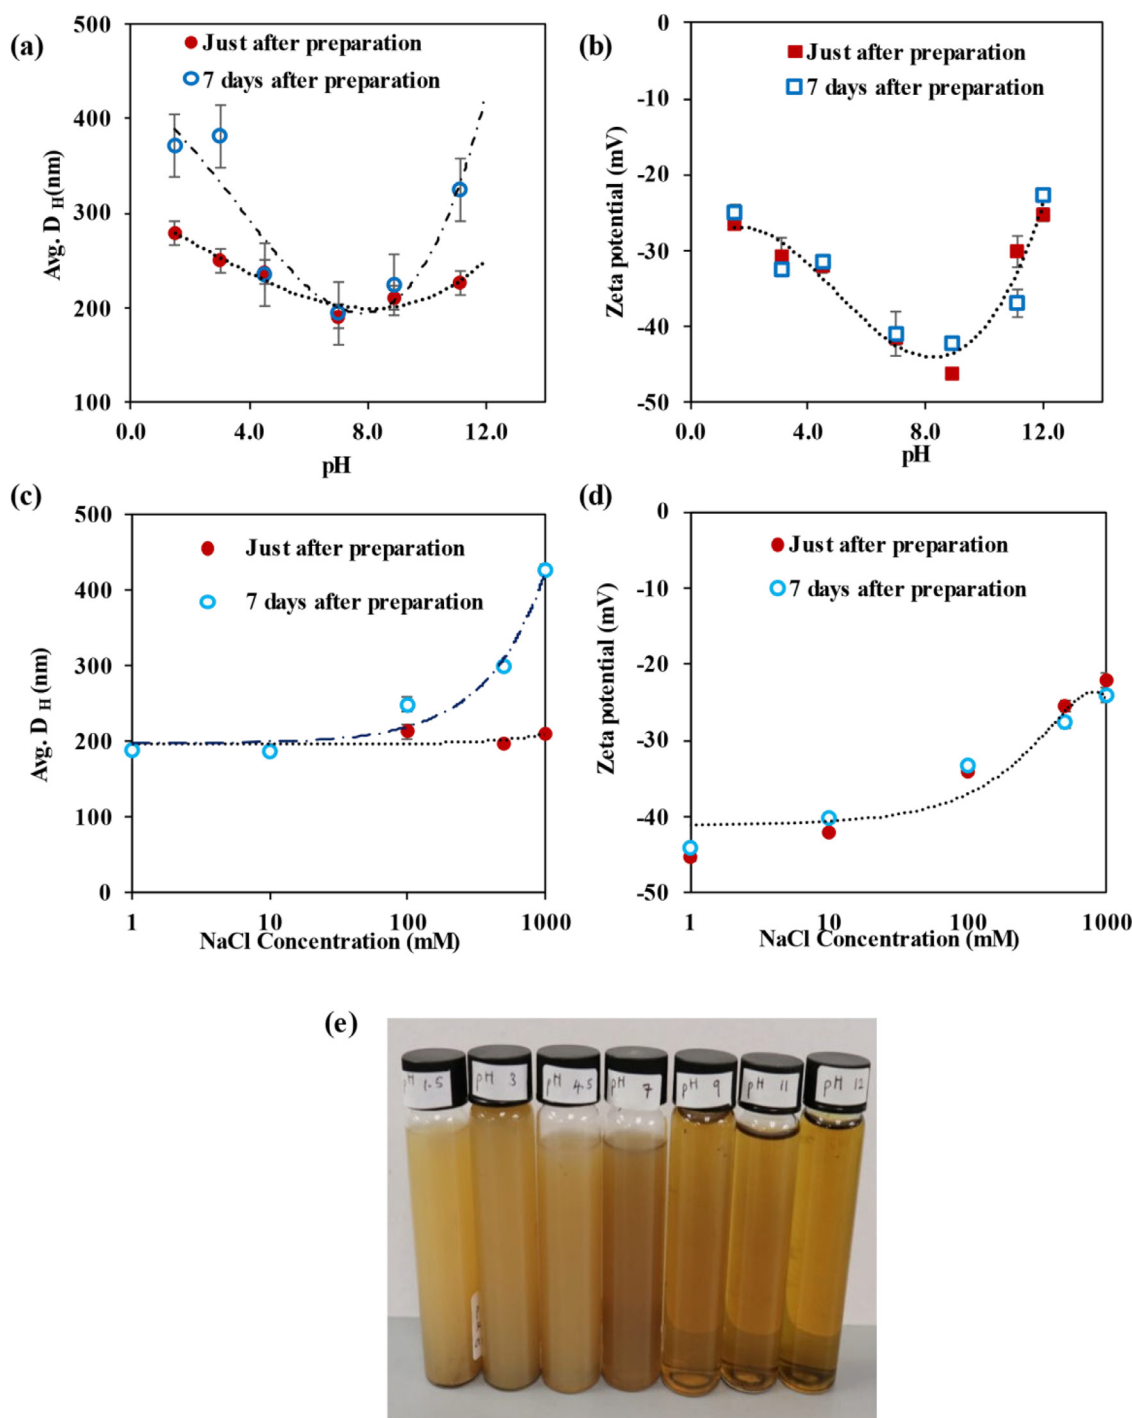 (a)
500
400
300
200
100
Avg. D H (nm)
Just after preparation
7 days after preparation
0.0 4.0 8.0 12.0
pH
(b)
0
-10
-20
-30
-40
-50
Zeta potential (mV)
Just after preparation
7 days after preparation
0.0 4.0 8.0 12.0
pH
(c)
500
400
300
200
100
0
Avg. D H (nm)
Just after preparation
7 days after preparation
1 10 100 1000
NaCl Concentration (mM)
(d)
0
-10
-20
-30
-40
-50
Zeta potential (mV)
Just after preparation
7 days after preparation
1 10 100 1000
NaCl Concentration (mM)
(e)
pH 1.5
pH 3
pH 4.5
pH 7
pH 9
pH 11
pH 12